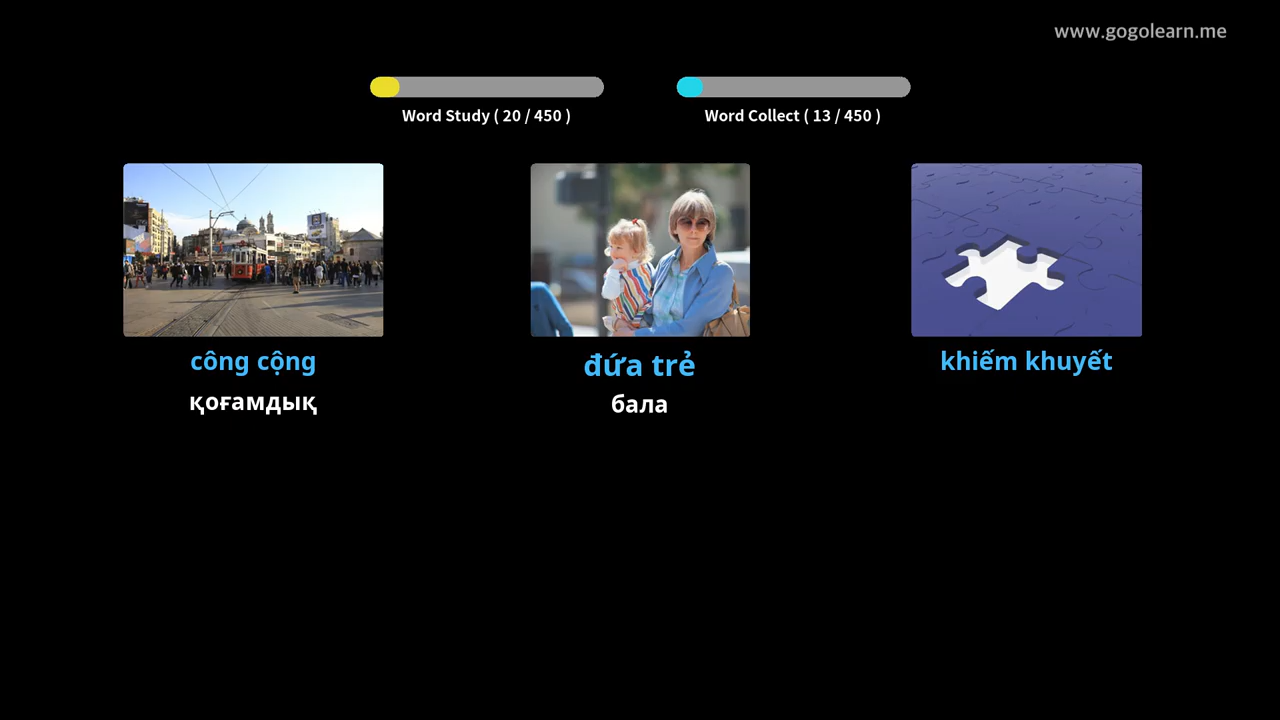 www.gogolearn.me
Word Study ( 20 / 450 )
Word Collect ( 13 / 450 )
công cộng
đứa trẻ
khiếm khuyết
қоғамдық
бала